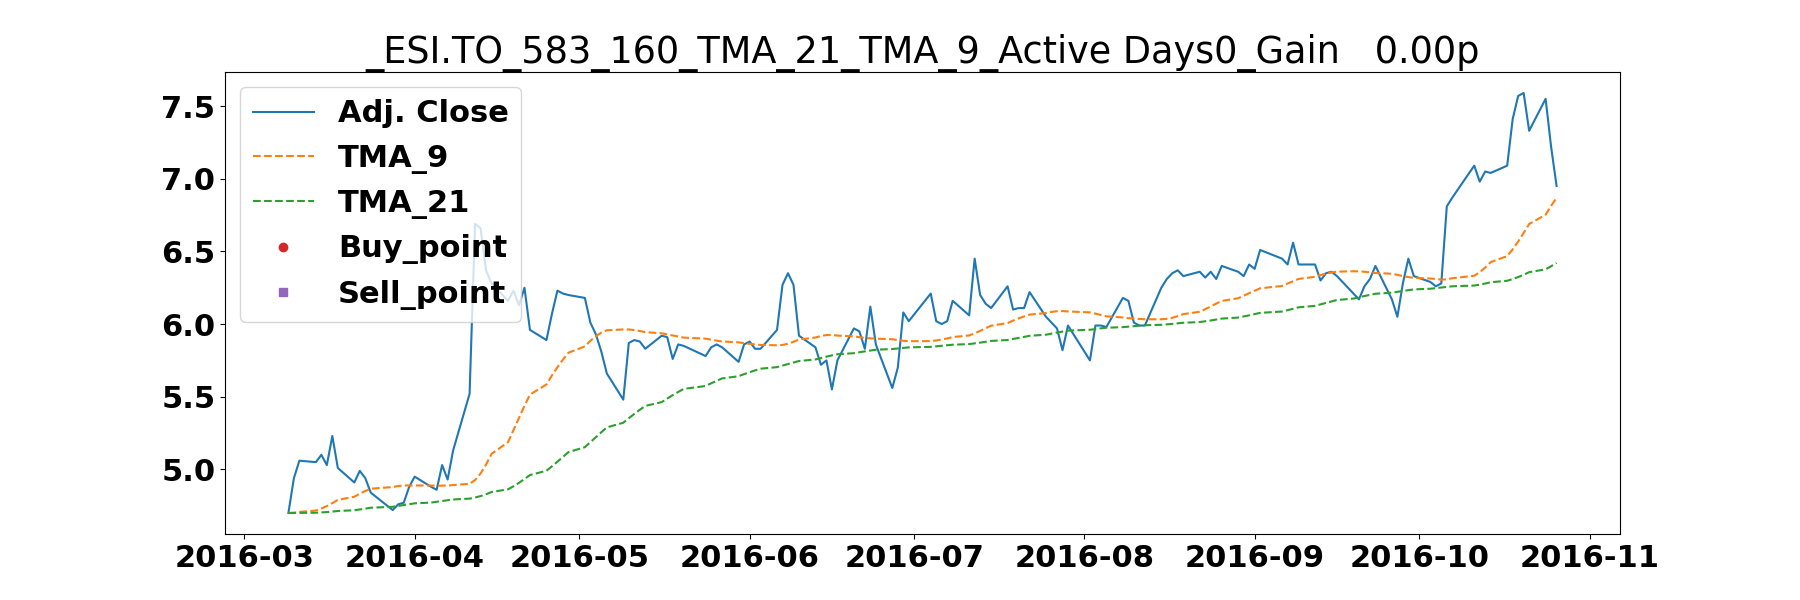 _ESI.TO_583_160_TMA_21_TMA_9_Active Days0_Gain   0.00p
7.5
7.0
6.5
6.0
5.5
5.0
Adj. Close
TMA_9
TMA_21
Buy_point
Sell_point
2016-03 2016-04 2016-05 2016-06 2016-07 2016-08 2016-09 2016-10 2016-11